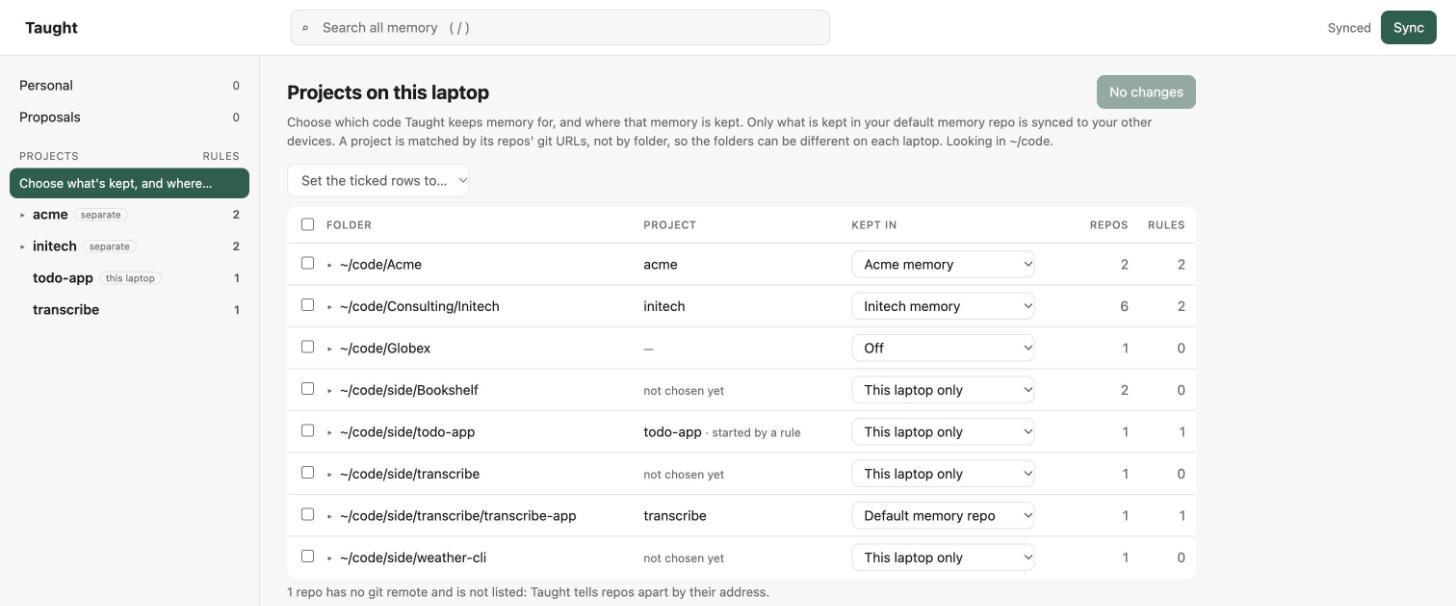 Taught
Search all memory (/)
Synced
Sync
Personal 0
Proposals 0
PROJECTS RULES
Choose what's kept, and where...
acme separate 2
initech separate 2
todo-app this laptop 1
transcribe 1
Projects on this laptop
No changes
Choose which code Taught keeps memory for, and where that memory is kept. Only what is kept in your default memory repo is synced to your other
devices. A project is matched by its repos' git URLs, not by folder, so the folders can be different on each laptop. Looking in ~/code.
Set the ticked rows to...
FOLDER PROJECT KEPT IN REPOS RULES
~/code/Acme acme Acme memory 2 2
~/code/Consulting/Initech initech Initech memory 6 2
~/code/Globex — Off 1 0
~/code/side/Bookshelf not chosen yet This laptop only 2 0
~/code/side/todo-app todo-app · started by a rule This laptop only 1 1
~/code/side/transcribe not chosen yet This laptop only 1 0
~/code/side/transcribe/transcribe-app transcribe Default memory repo 1 1
~/code/side/weather-cli not chosen yet This laptop only 1 0
1 repo has no git remote and is not listed: Taught tells repos apart by their address.